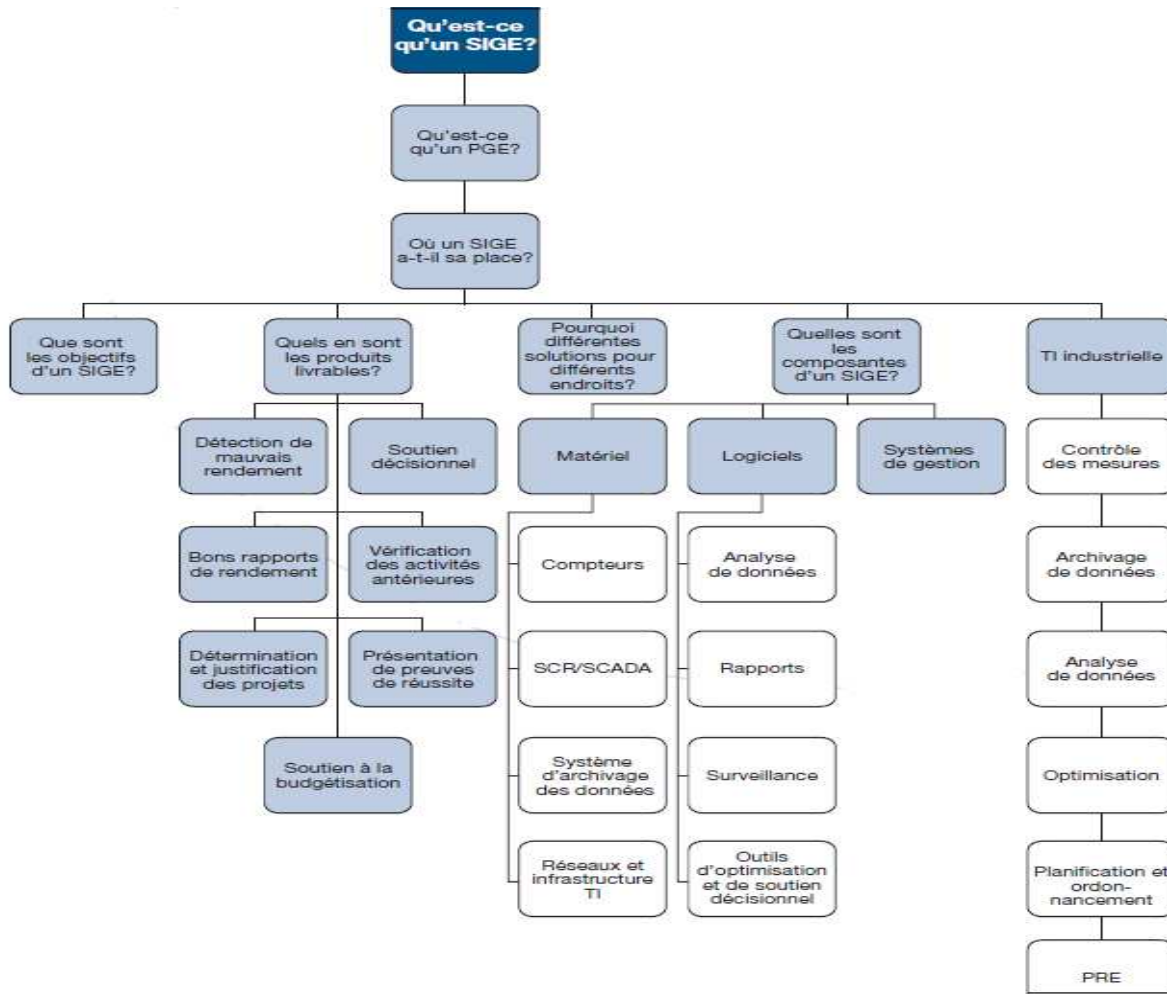 Qu'est-ce
qu'un SIGE?
Qu'est-ce
qu'un PGE?
Où un SIGE
a-t-il sa place?
Que sont
les objectifs
d'un SIGE?
Quels en sont
les produits
livrables?
Pourquoi
différentes
solutions pour
différents
endroits?
Quelles sont
les
composantes
d'un SIGE?
TI industrielle
Détection de
mauvais
rendement
Soutien
décisionnel
Bons rapports
de rendement
Vérification
des activités
antérieures
Détermination
et justification
des projets
Présentation
de preuves
de réussite
Soutien à la
budgétisation
Matériel
Logiciels
Systèmes
de gestion
Compteurs
SCR/SCADA
Système
d'archivage
des données
Réseaux et
infrastructure
TI
Analyse
de données
Rapports
Surveillance
Outils
d'optimisation
et de soutien
décisionnel
Contrôle
des mesures
Archivage
de données
Analyse
de données
Optimisation
Planification et
ordon-
nancement
PRE